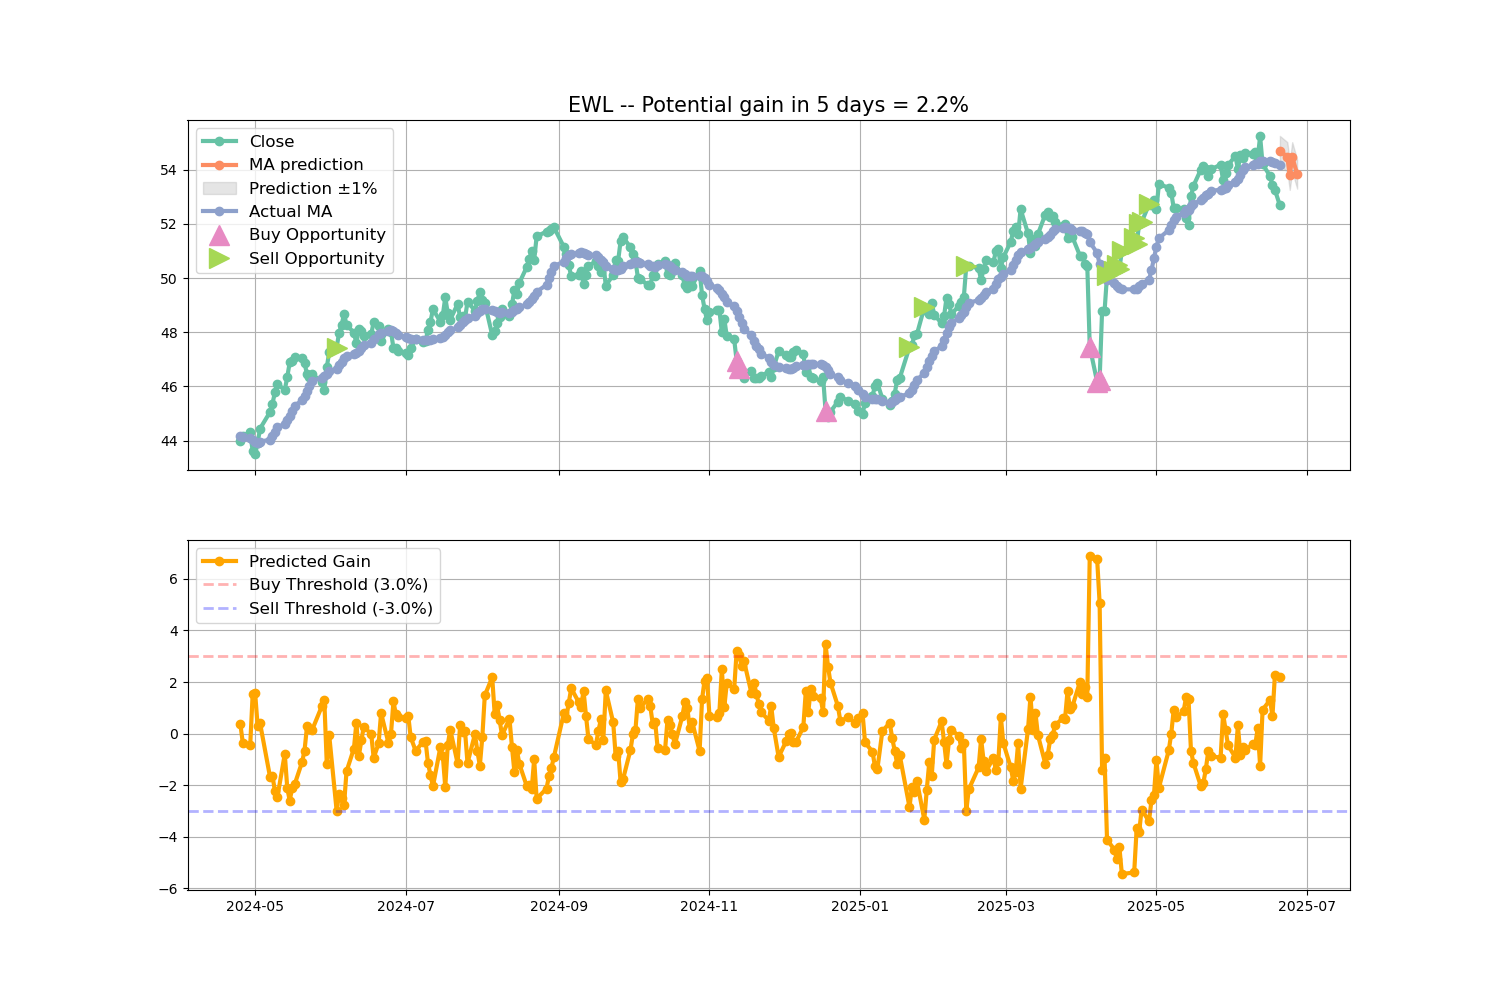 EWL -- Potential gain in 5 days = 2.2%
Close
MA prediction
Prediction ±1%
Actual MA
Buy Opportunity
Sell Opportunity
54
52
50
48
46
44
Predicted Gain
Buy Threshold (3.0%)
Sell Threshold (-3.0%)
6
4
2
0
−2
−4
−6
2024-05 2024-07 2024-09 2024-11 2025-01 2025-03 2025-05 2025-07